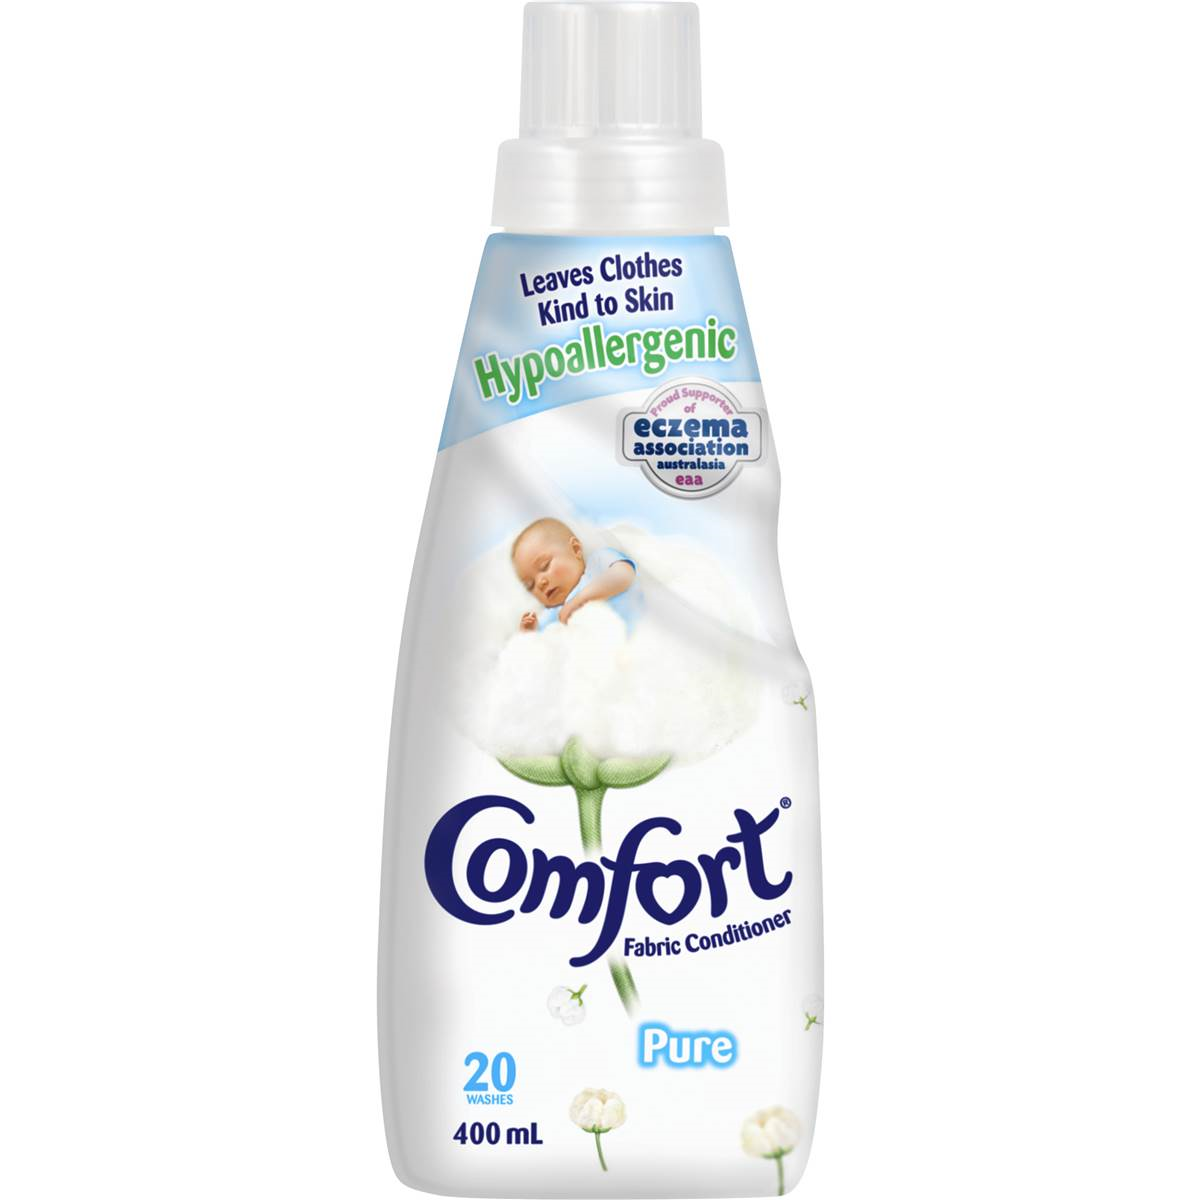 Leaves Clothes
Kind to Skin
Hypoallergenic
Proud Supporter
of
eczema
association
australasia
eaa
Comfort®
Fabric Conditioner
Pure
20
WASHES
400 mL